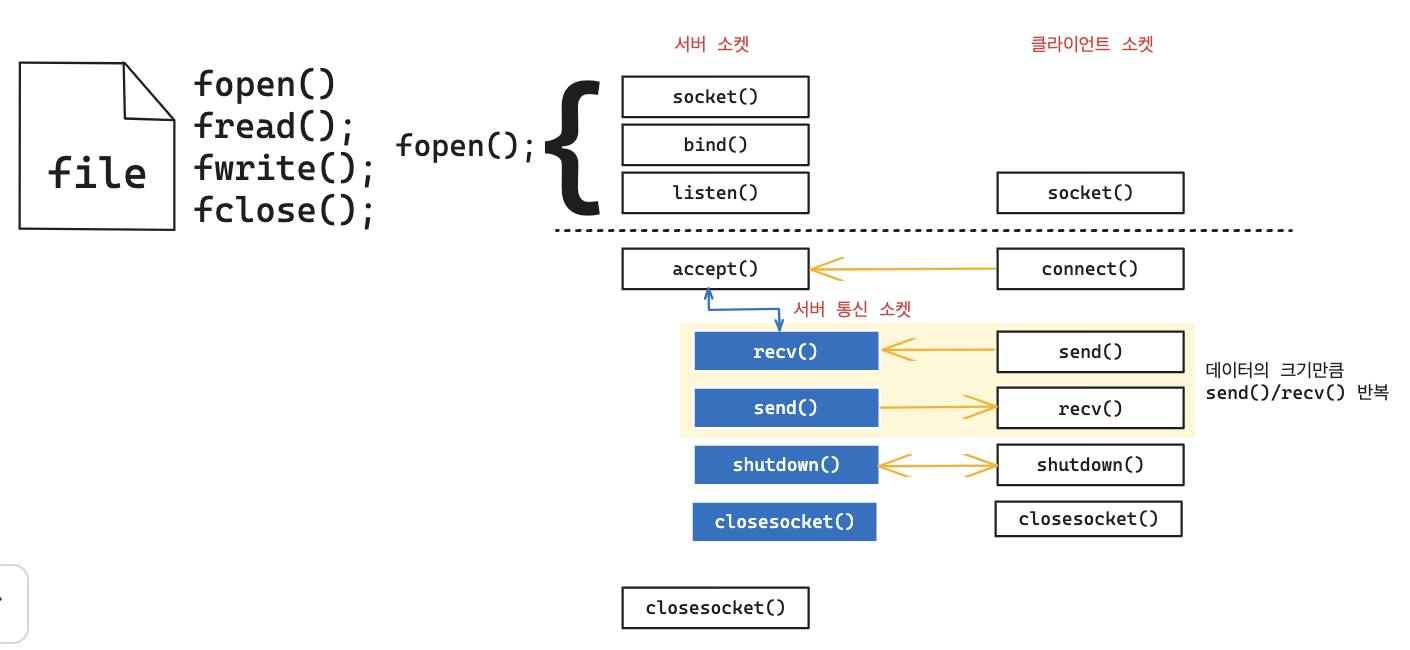 file
fopen()
fread();
fwrite();
fclose();
fopen();
{
서버 소켓
클라이언트 소켓
socket()
bind()
listen()
socket()
accept()
connect()
서버 통신 소켓
recv()
send()
send()
recv()
데이터의 크기만큼
send()/recv() 반복
shutdown()
shutdown()
closesocket()
closesocket()
closesocket()